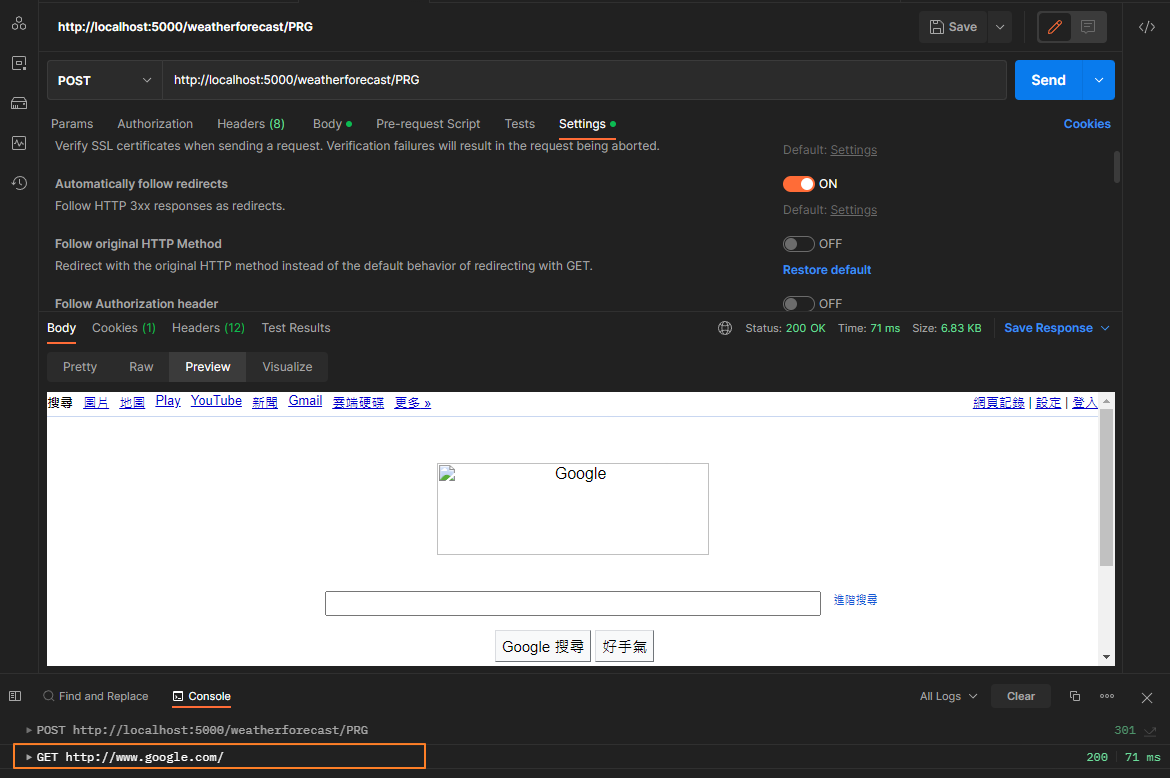 http://localhost:5000/weatherforecast/PRG
Save
POST http://localhost:5000/weatherforecast/PRG Send
Params Authorization Headers (8) Body Pre-request Script Tests Settings Cookies
Verify SSL certificates when sending a request. Verification failures will result in the request being aborted.
Default: Settings
Automatically follow redirects ON
Follow HTTP 3xx responses as redirects.
Default: Settings
Follow original HTTP Method OFF
Redirect with the original HTTP method instead of the default behavior of redirecting with GET.
Restore default
Follow Authorization header OFF
Body Cookies (1) Headers (12) Test Results Status: 200 OK Time: 71 ms Size: 6.83 KB Save Response
Pretty Raw Preview Visualize
搜尋 圖片 地圖 Play YouTube 新聞 Gmail 雲端硬碟 更多 » 網頁記錄 | 設定 | 登入
Google
進階搜尋
Google 搜尋 好手氣
Find and Replace Console All Logs Clear
POST http://localhost:5000/weatherforecast/PRG 301
GET http://www.google.com/ 200 71 ms